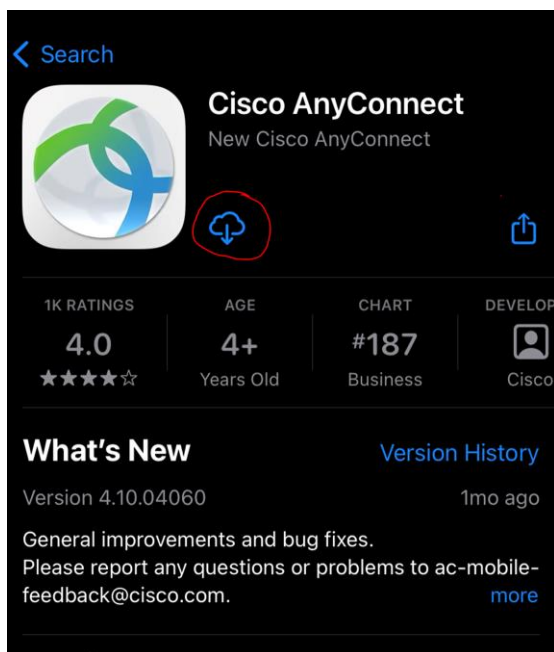 Search
Cisco AnyConnect
New Cisco AnyConnect
1K RATINGS
4.0
AGE
4+
Years Old
CHART
#187
Business
DEVELOP
Cisco
What's New
Version History
Version 4.10.04060
1mo ago
General improvements and bug fixes.
Please report any questions or problems to ac-mobile-
feedback@cisco.com.
more